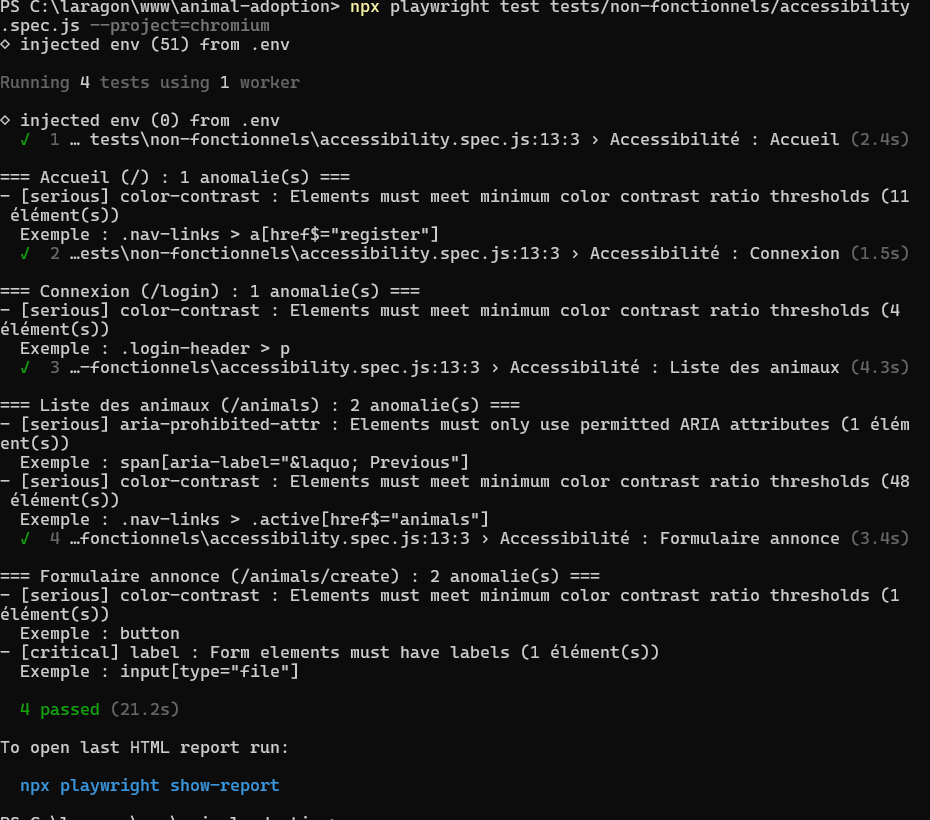 PS C:\laragon\www\animal-adoption> npx playwright test tests/non-fonctionnels/accessibility
.spec.js --project=chromium
◇ injected env (51) from .env
Running 4 tests using 1 worker
◇ injected env (0) from .env
✓ 1 … tests\non-fonctionnels\accessibility.spec.js:13:3 › Accessibilité : Accueil (2.4s)
=== Accueil (/) : 1 anomalie(s) ===
- [serious] color-contrast : Elements must meet minimum color contrast ratio thresholds (11
élément(s))
Exemple : .nav-links > a[href$="register"]
✓ 2 …ests\non-fonctionnels\accessibility.spec.js:13:3 › Accessibilité : Connexion (1.5s)
=== Connexion (/login) : 1 anomalie(s) ===
- [serious] color-contrast : Elements must meet minimum color contrast ratio thresholds (4
élément(s))
Exemple : .login-header > p
✓ 3 …-fonctionnels\accessibility.spec.js:13:3 › Accessibilité : Liste des animaux (4.3s)
=== Liste des animaux (/animals) : 2 anomalie(s) ===
- [serious] aria-prohibited-attr : Elements must only use permitted ARIA attributes (1 élém
ent(s))
Exemple : span[aria-label="&laquo; Previous"]
- [serious] color-contrast : Elements must meet minimum color contrast ratio thresholds (48
élément(s))
Exemple : .nav-links > .active[href$="animals"]
✓ 4 …fonctionnels\accessibility.spec.js:13:3 › Accessibilité : Formulaire annonce (3.4s)
=== Formulaire annonce (/animals/create) : 2 anomalie(s) ===
- [serious] color-contrast : Elements must meet minimum color contrast ratio thresholds (1
élément(s))
Exemple : button
- [critical] label : Form elements must have labels (1 élément(s))
Exemple : input[type="file"]
4 passed (21.2s)
To open last HTML report run:
npx playwright show-report